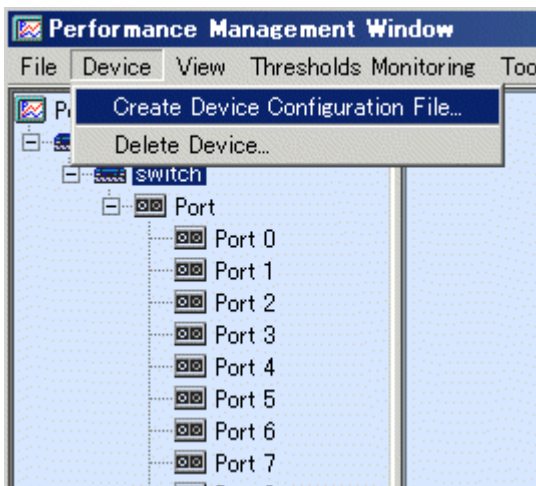 Performance Management Window
File Device View Thresholds Monitoring
Create Device Configuration File...
Delete Device...
switch
Port
Port 0
Port 1
Port 2
Port 3
Port 4
Port 5
Port 6
Port 7